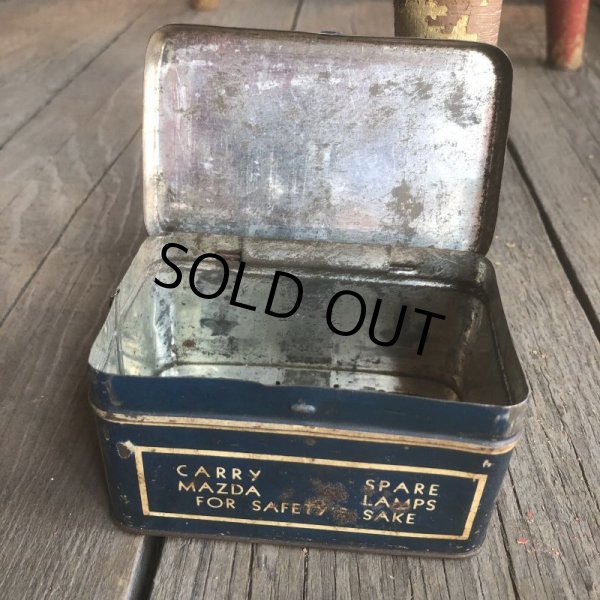 SOLD OUT
CARRY SPARE
MAZDA LAMPS
FOR SAFETY SAKE